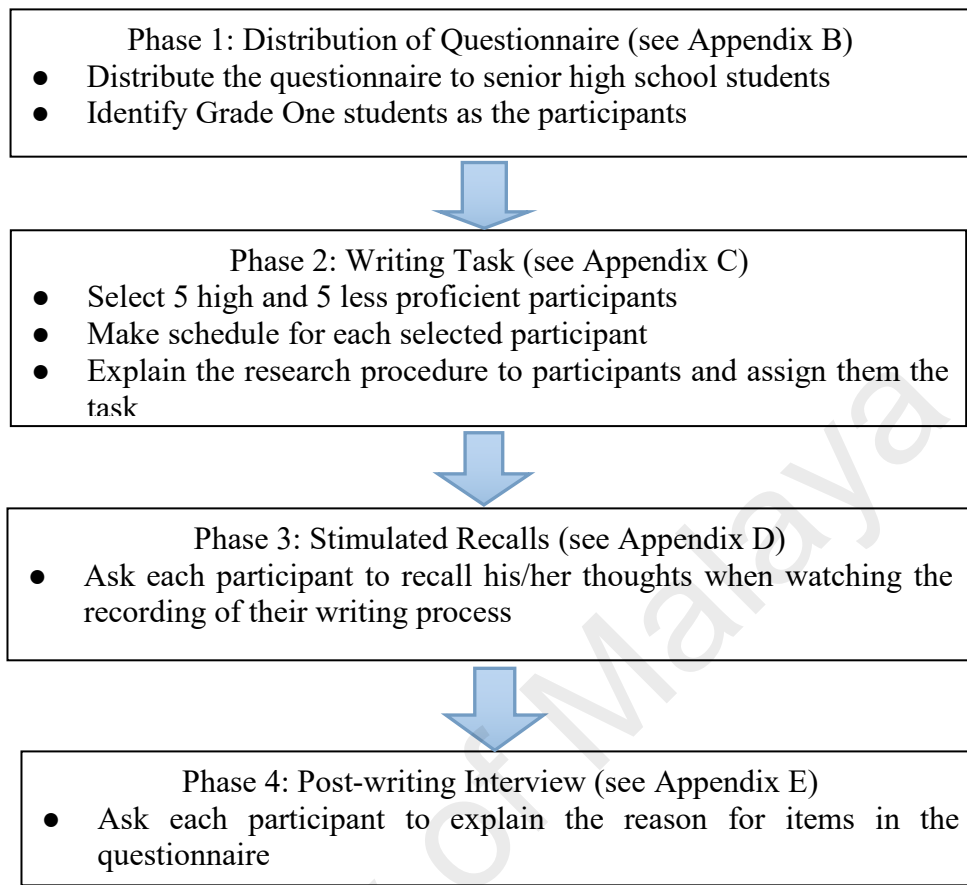 Phase 1: Distribution of Questionnaire (see Appendix B)
● Distribute the questionnaire to senior high school students
● Identify Grade One students as the participants
Phase 2: Writing Task (see Appendix C)
● Select 5 high and 5 less proficient participants
● Make schedule for each selected participant
● Explain the research procedure to participants and assign them the
task
Phase 3: Stimulated Recalls (see Appendix D)
● Ask each participant to recall his/her thoughts when watching the
recording of their writing process
Phase 4: Post-writing Interview (see Appendix E)
● Ask each participant to explain the reason for items in the
questionnaire
of Malaya